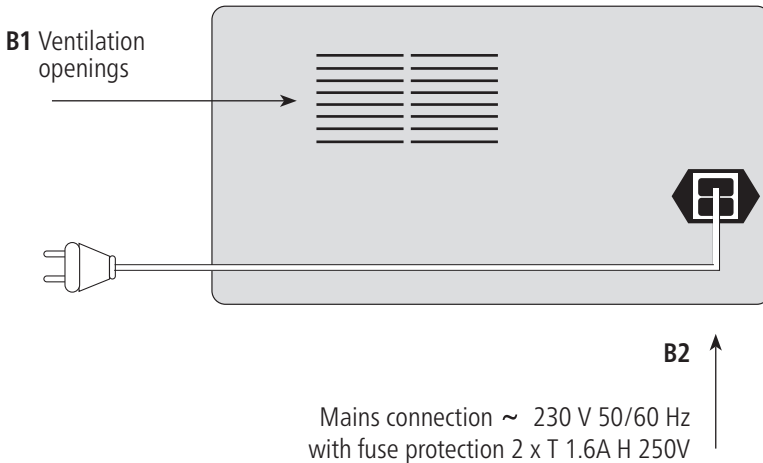 B1 Ventilation
openings
B2
Mains connection ~ 230 V 50/60 Hz
with fuse protection 2 x T 1.6A H 250V